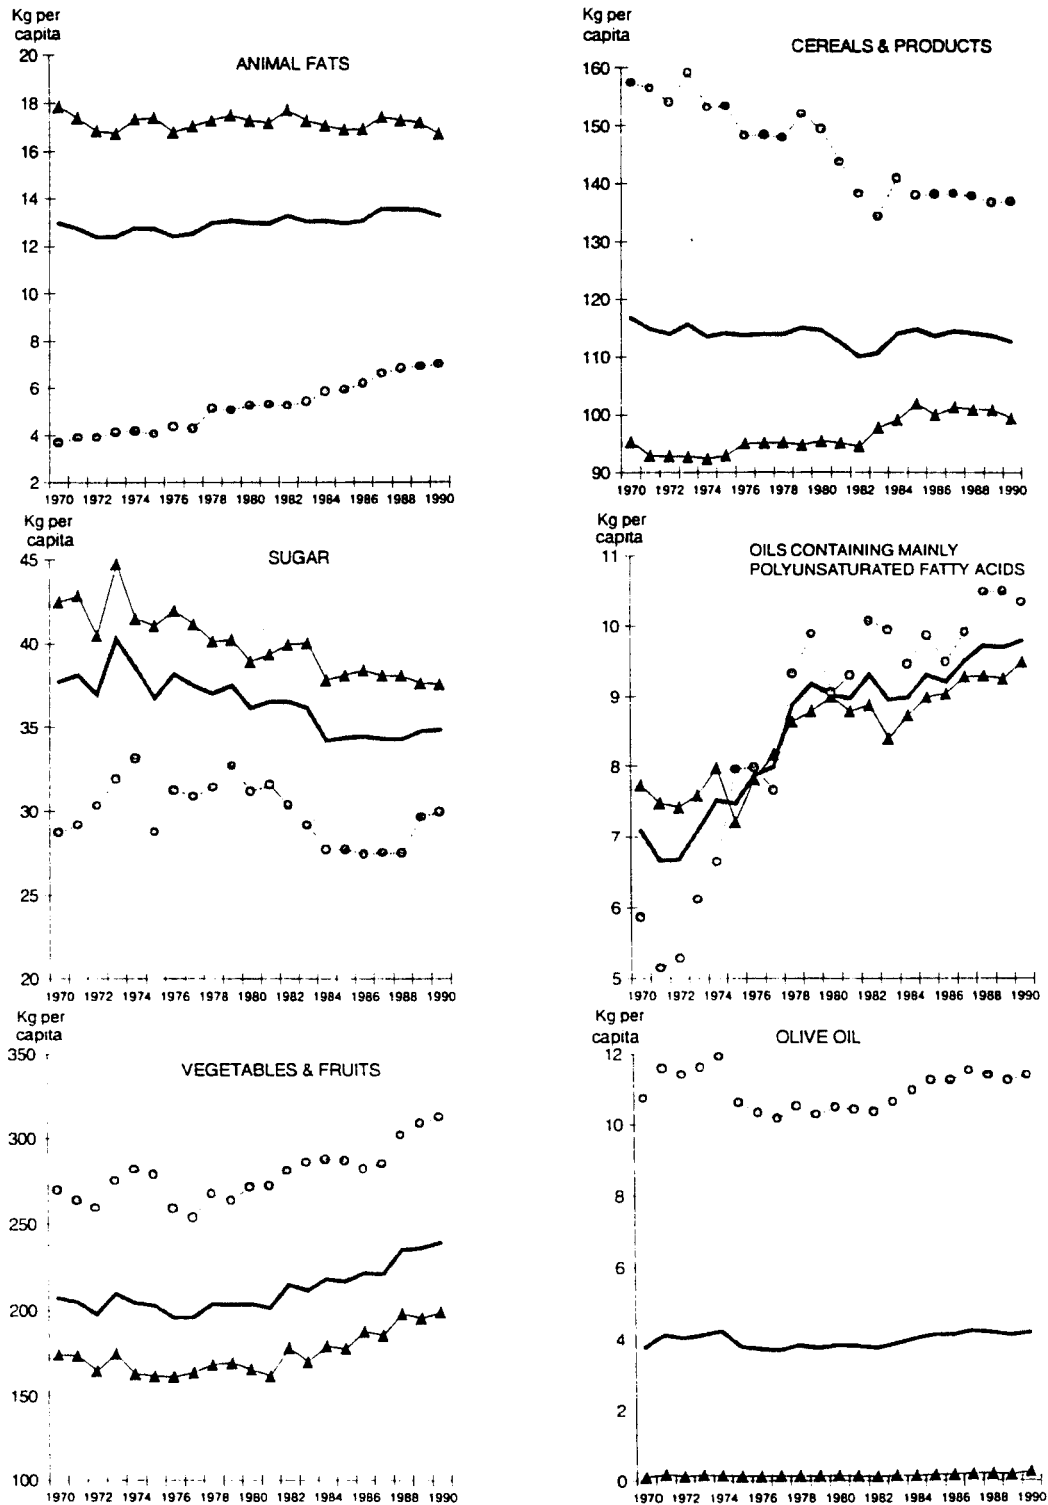 Kg per
capita
ANIMAL FATS
20
18
16
14
12
10
8
6
4
2
1970 1972 1974 1976 1978 1980 1982 1984 1986 1988 1990
Kg per
capita
CEREALS & PRODUCTS
160
150
140
130
120
110
100
90
1970 1972 1974 1976 1978 1980 1982 1984 1986 1988 1990
Kg per
capita
SUGAR
45
40
35
30
25
20
1970 1972 1974 1976 1978 1980 1982 1984 1986 1988 1990
Kg per
capita
OILS CONTAINING MAINLY
POLYUNSATURATED FATTY ACIDS
11
10
9
8
7
6
5
1970 1972 1974 1976 1978 1980 1982 1984 1986 1988 1990
Kg per
capita
VEGETABLES & FRUITS
350
300
250
200
150
100
1970 1972 1974 1976 1978 1980 1982 1984 1986 1988 1990
Kg per
capita
OLIVE OIL
12
10
8
6
4
2
0
1970 1972 1974 1976 1978 1980 1982 1984 1986 1988 1990